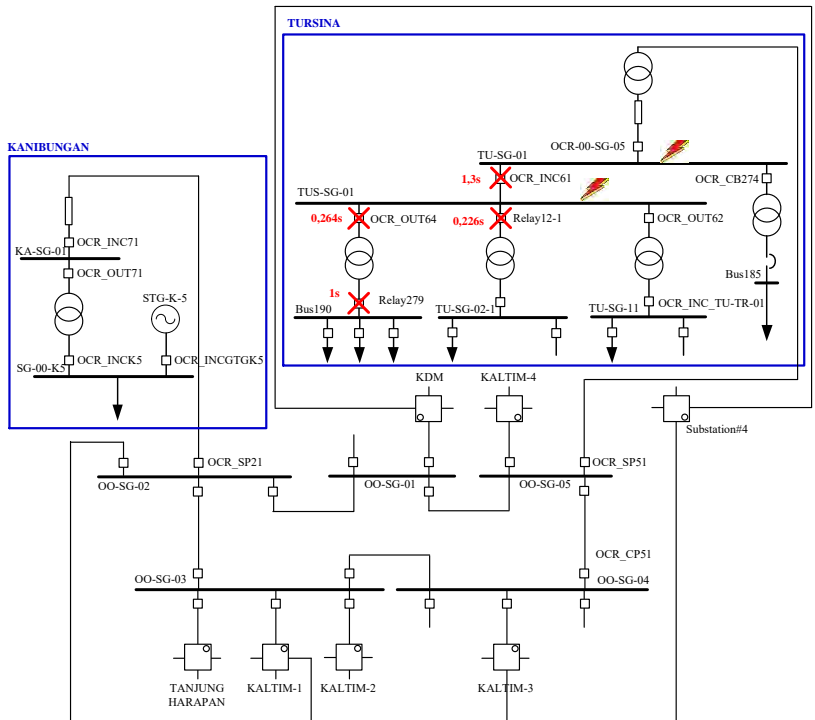 TURSINA
OCR-00-SG-05
TU-SG-01
1,3s
OCR_INC61
OCR_CB274
TUS-SG-01
0,264s
OCR_OUT64
0,226s
Relay12-1
OCR_OUT62
Bus185
1s
Relay279
Bus190
TU-SG-02-1
TU-SG-11
OCR_INC_TU-TR-01
KANIBUNGAN
OCR_INC71
KA-SG-01
OCR_OUT71
STG-K-5
OCR_INCK5
OCR_INCGTGK5
SG-00-K5
KDM
KALTIM-4
Substation#4
OCR_SP21
OO-SG-02
OO-SG-01
OCR_SP51
OO-SG-05
OCR_CP51
OO-SG-03
OO-SG-04
TANJUNG
HARAPAN
KALTIM-1
KALTIM-2
KALTIM-3